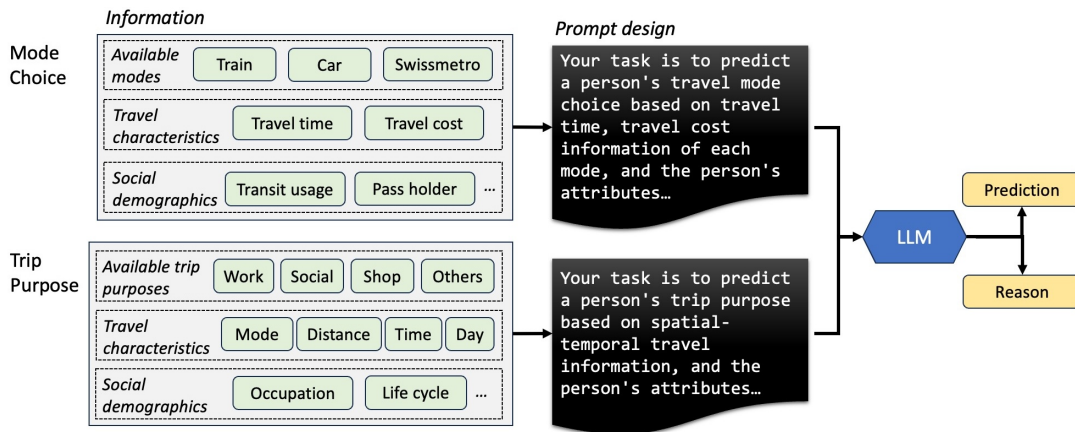 Information
Prompt design
Mode
Choice
Available
modes
Train
Car
Swissmetro
Travel
characteristics
Travel time
Travel cost
Social
demographics
Transit usage
Pass holder
...
Your task is to predict
a person's travel mode
choice based on travel
time, travel cost
information of each
mode, and the person's
attributes…
Trip
Purpose
Available trip
purposes
Work
Social
Shop
Others
Travel
characteristics
Mode
Distance
Time
Day
Social
demographics
Occupation
Life cycle
...
Your task is to predict
a person's trip purpose
based on spatial-
temporal travel
information, and the
person's attributes…
LLM
Prediction
Reason